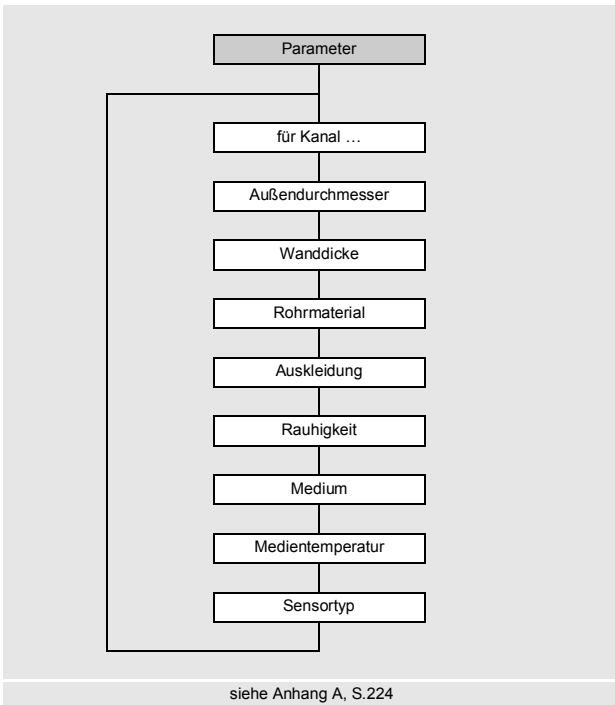 Parameter
für Kanal …
Außendurchmesser
Wanddicke
Rohrmaterial
Auskleidung
Rauhigkeit
Medium
Medientemperatur
Sensortyp
siehe Anhang A, S.224